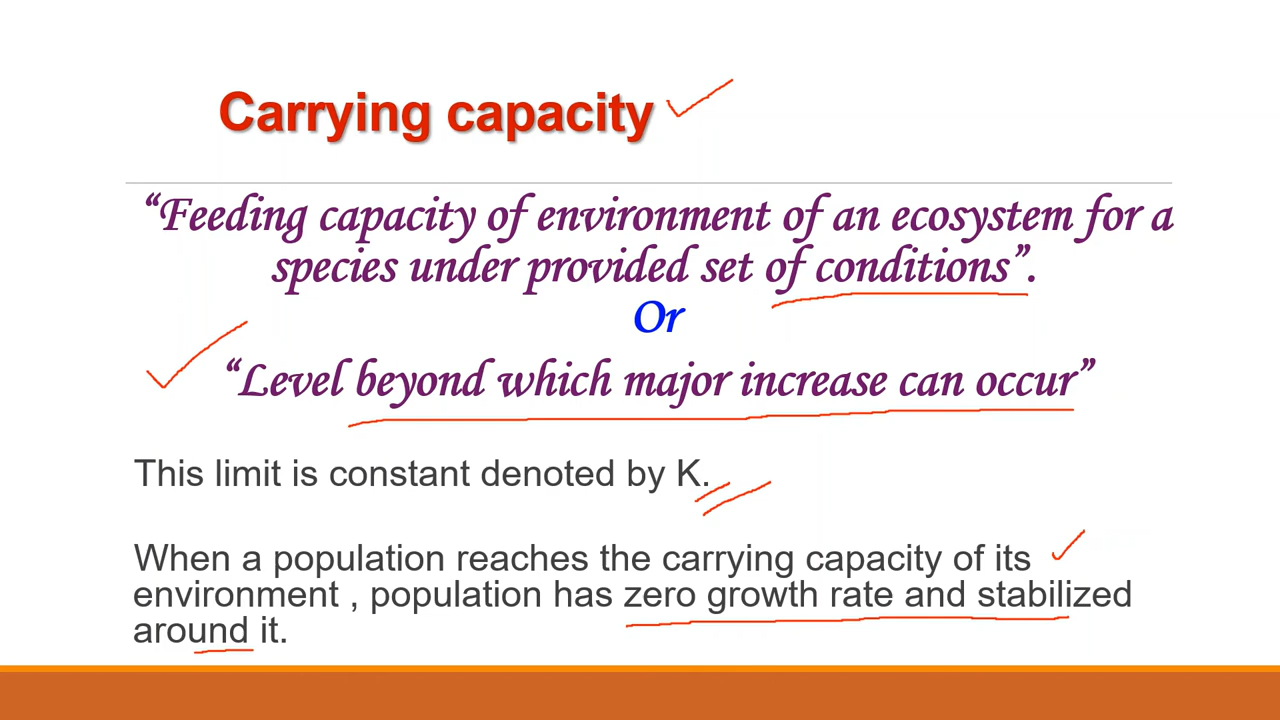 Carrying capacity
“Feeding capacity of environment of an ecosystem for a
species under provided set of conditions”.
Or
“Level beyond which major increase can occur”
This limit is constant denoted by K.
When a population reaches the carrying capacity of its
environment , population has zero growth rate and stabilized
around it.